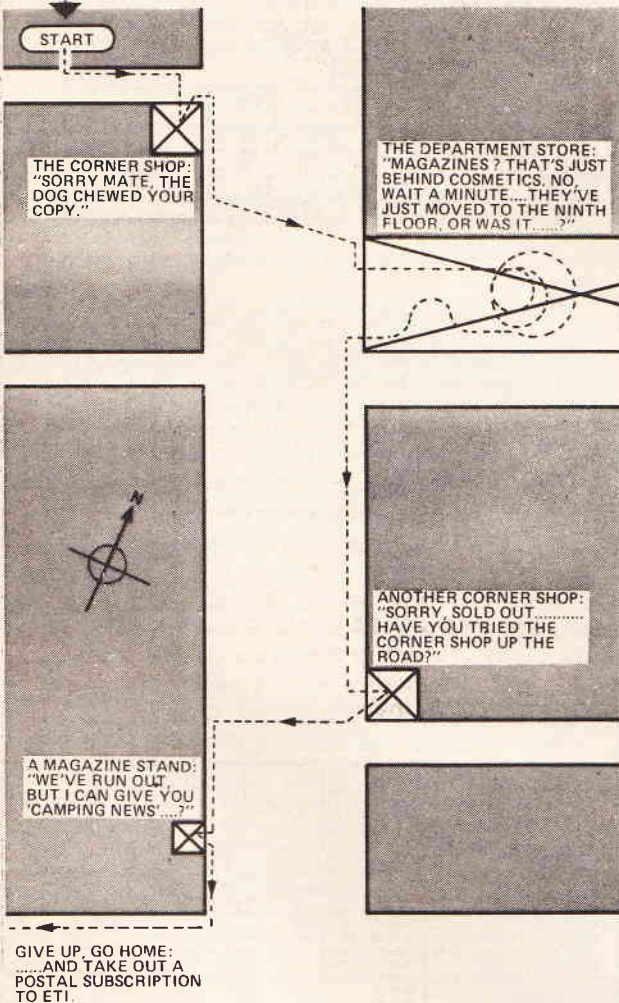 START
THE CORNER SHOP:
"SORRY MATE, THE
DOG CHEWED YOUR
COPY."
THE DEPARTMENT STORE:
"MAGAZINES? THAT'S JUST
BEHIND COSMETICS, NO,
WAIT A MINUTE....THEY'VE
JUST MOVED TO THE NINTH
FLOOR, OR WAS IT......?"
N
ANOTHER CORNER SHOP:
"SORRY, SOLD OUT...........
HAVE YOU TRIED THE
CORNER SHOP UP THE
ROAD?"
A MAGAZINE STAND:
"WE'VE RUN OUT,
BUT I CAN GIVE YOU
'CAMPING NEWS'....?"
GIVE UP, GO HOME:
......AND TAKE OUT A
POSTAL SUBSCRIPTION
TO ETI.